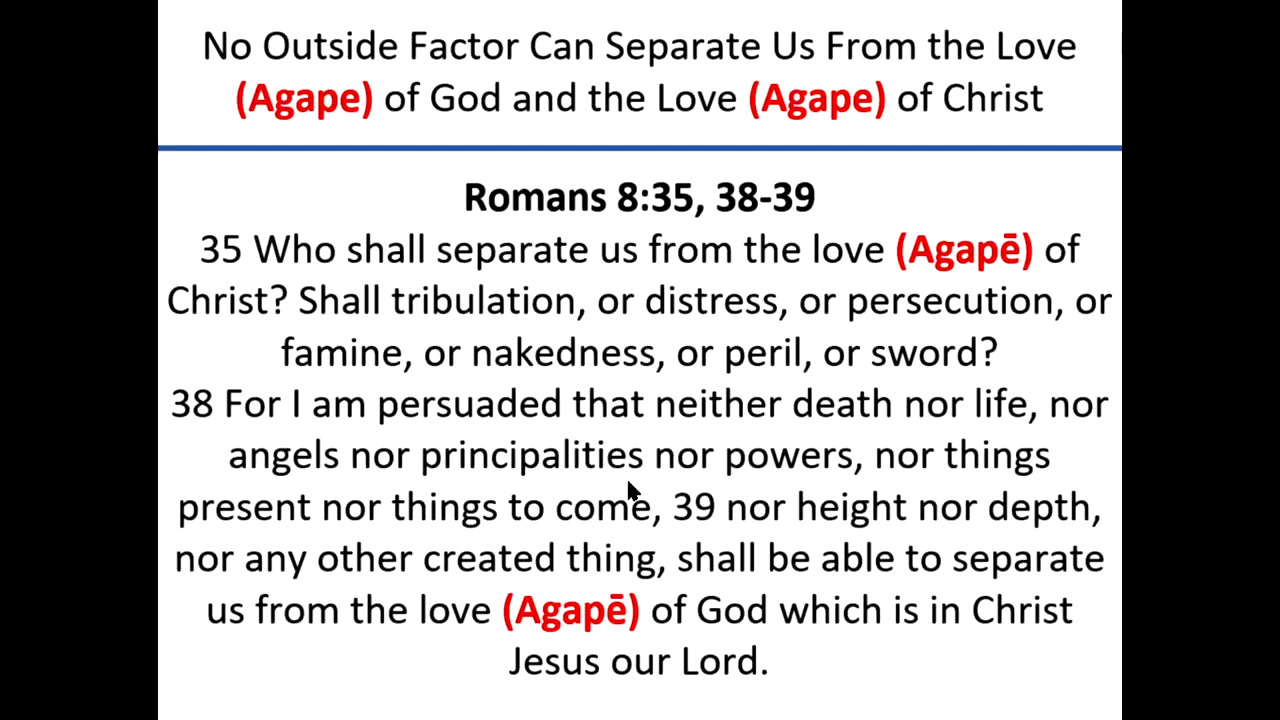 No Outside Factor Can Separate Us From the Love
(Agape) of God and the Love (Agape) of Christ
Romans 8:35, 38-39
35 Who shall separate us from the love (Agapē) of
Christ? Shall tribulation, or distress, or persecution, or
famine, or nakedness, or peril, or sword?
38 For I am persuaded that neither death nor life, nor
angels nor principalities nor powers, nor things
present nor things to come, 39 nor height nor depth,
nor any other created thing, shall be able to separate
us from the love (Agapē) of God which is in Christ
Jesus our Lord.